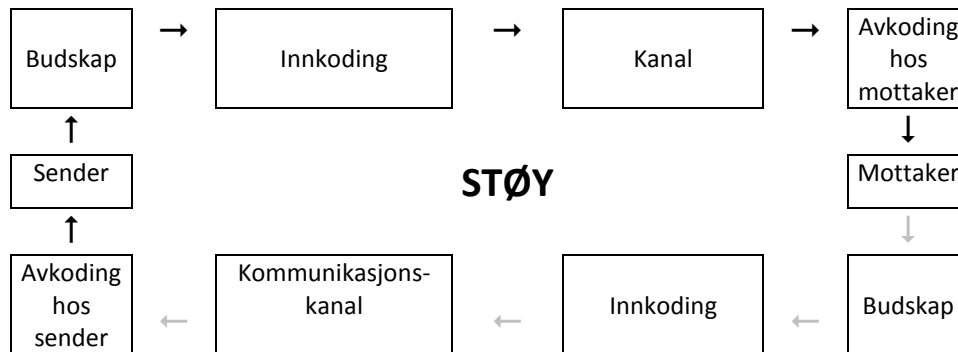 Budskap
Innkoding
Kanal
Avkoding
hos
mottaker
Sender
STØY
Mottaker
Avkoding
hos
sender
Kommunikasjons-
kanal
Innkoding
Budskap